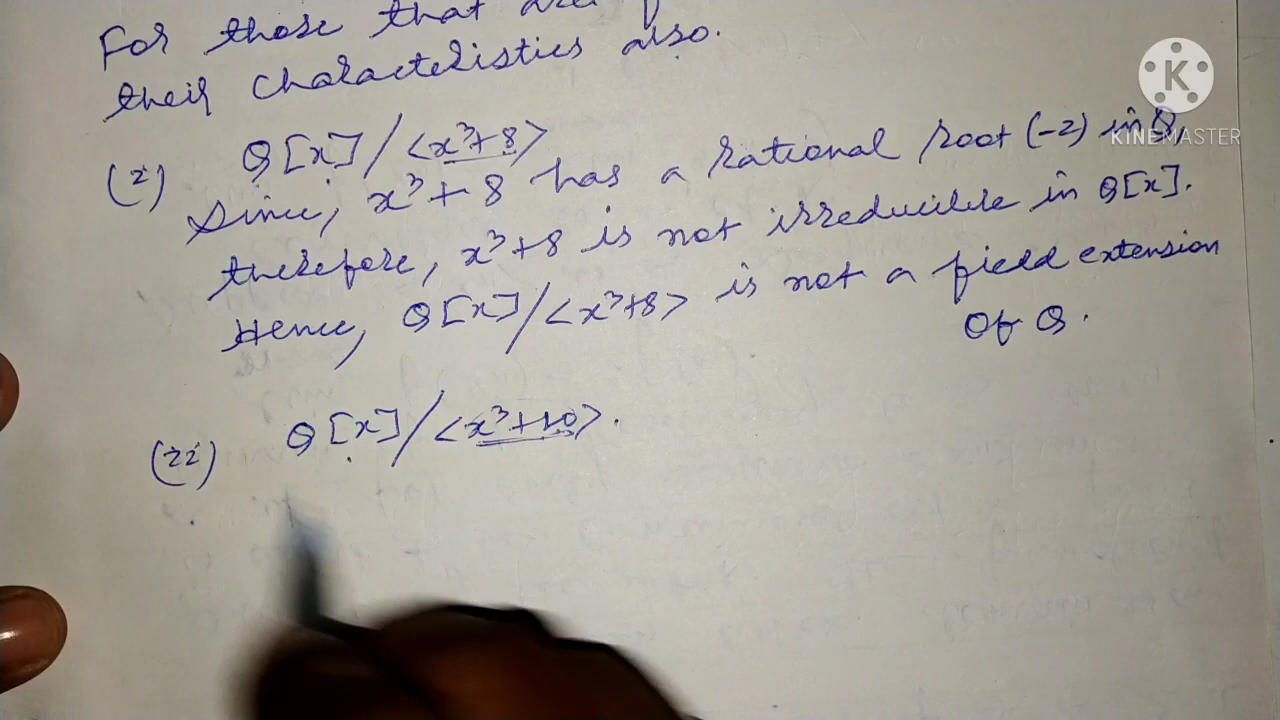 For those that are
their characteristics also.
(i) Q[x]/<x³+8>
Since, x³+8 has a rational root (-2) in Q,
therefore, x³+8 is not irreducible in Q[x].
Hence, Q[x]/<x³+8> is not a field extension
of Q.
(ii) Q[x]/<x³+10>.
K
KINEMASTER